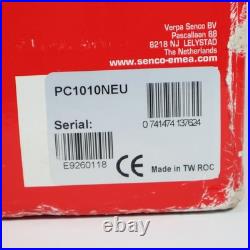 Verpa Senco BV
Pascallaan 88
8218 NJ LELYSTAD
The Netherlands
www.senco-emea.com
PC1010NEU
Serial:
0 741474 137624
E9260118
CE
Made in TW ROC